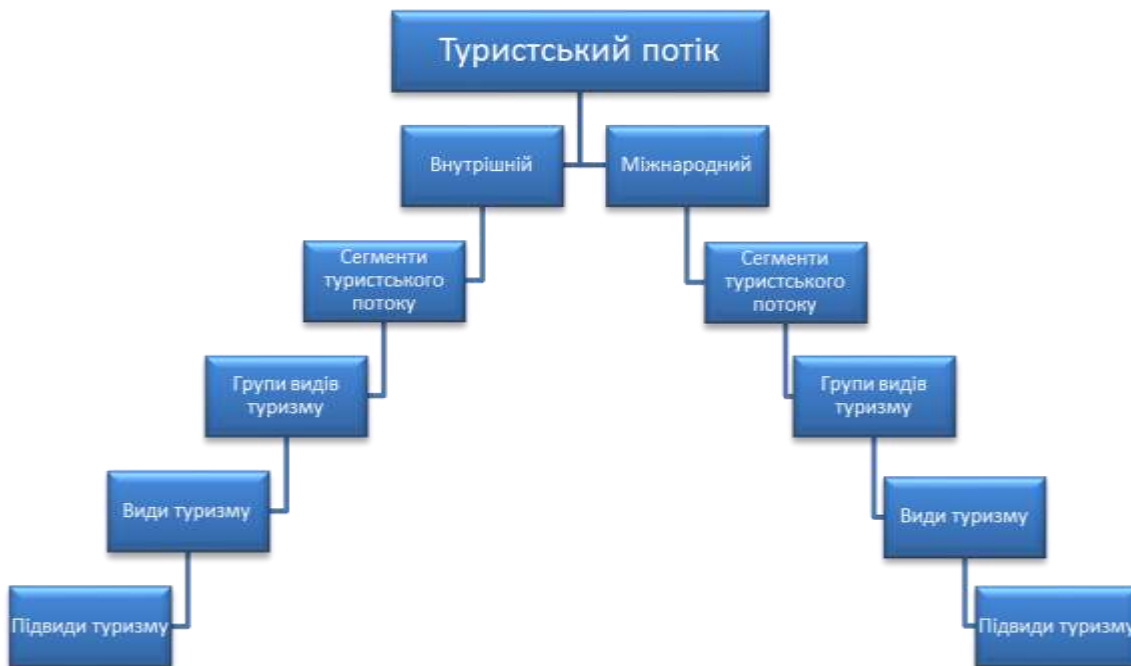 Туристський потік
Внутрішній
Міжнародний
Сегменти
туристського
потоку
Сегменти
туристського
потоку
Групи видів
туризму
Групи видів
туризму
Види туризму
Види туризму
Підвиди туризму
Підвиди туризму